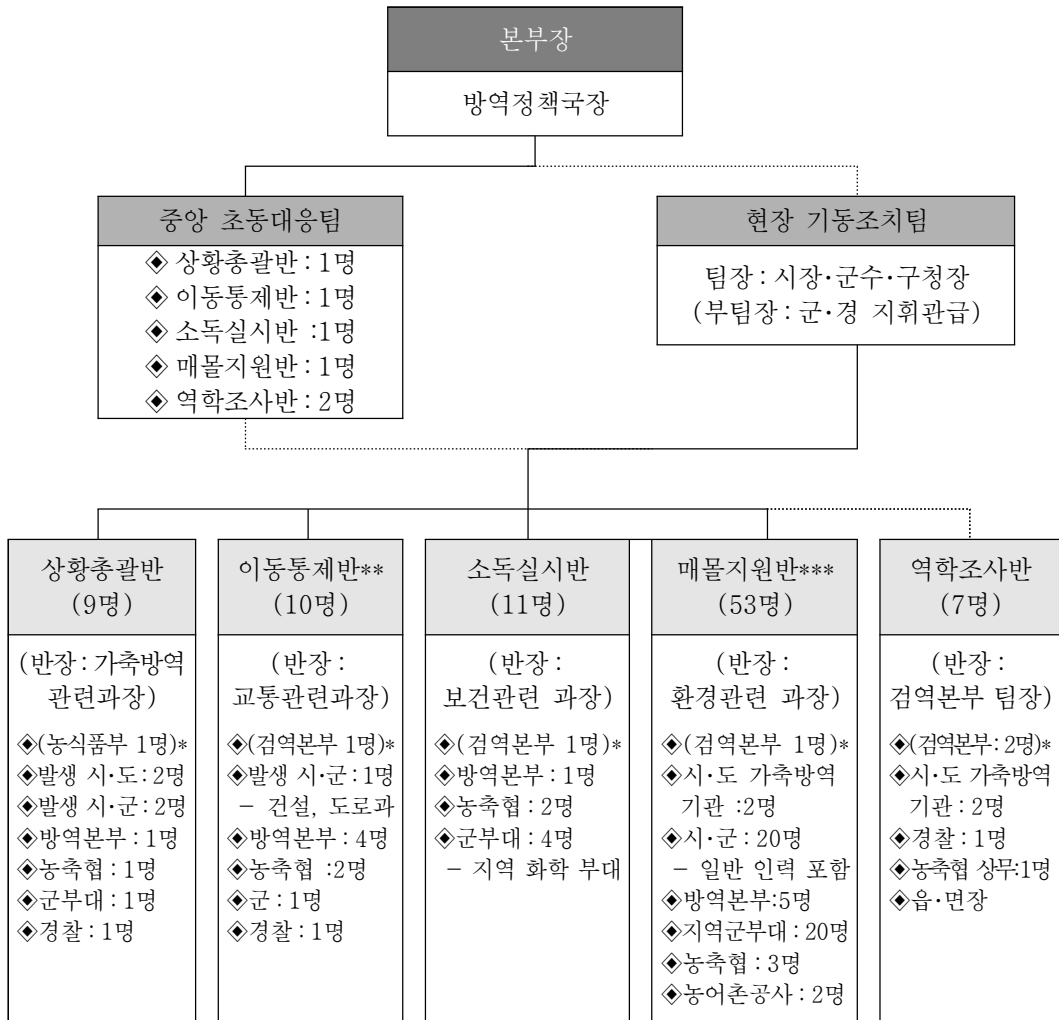 본부장
방역정책국장
중앙 초동대응팀
◈ 상황총괄반 : 1명
◈ 이동통제반 : 1명
◈ 소독실시반 :1명
◈ 매몰지원반 : 1명
◈ 역학조사반 : 2명
현장 기동조치팀
팀장 : 시장·군수·구청장
(부팀장 : 군·경 지휘관급)
상황총괄반
(9명)
(반장 : 가축방역
관련과장)
◈(농식품부 1명)*
◈발생 시·도 : 2명
◈발생 시·군 : 2명
◈방역본부 : 1명
◈농축협 : 1명
◈군부대 : 1명
◈경찰 : 1명
이동통제반**
(10명)
(반장 :
교통관련과장)
◈(검역본부 1명)*
◈발생 시·군 : 1명
- 건설, 도로과
◈방역본부 : 4명
◈농축협 :2명
◈군 : 1명
◈경찰 : 1명
소독실시반
(11명)
(반장 :
보건관련 과장)
◈(검역본부 1명)*
◈방역본부 : 1명
◈농축협 : 2명
◈군부대 : 4명
- 지역 화학 부대
매몰지원반***
(53명)
(반장 :
환경관련 과장)
◈(검역본부 1명)*
◈시·도 가축방역
기관 :2명
◈시·군 : 20명
- 일반 인력 포함
◈방역본부:5명
◈지역군부대 : 20명
◈농축협 : 3명
◈농어촌공사 : 2명
역학조사반
(7명)
(반장 :
검역본부 팀장)
◈(검역본부: 2명)*
◈시·도 가축방역
기관 : 2명
◈경찰 : 1명
◈농축협 상무:1명
◈읍·면장